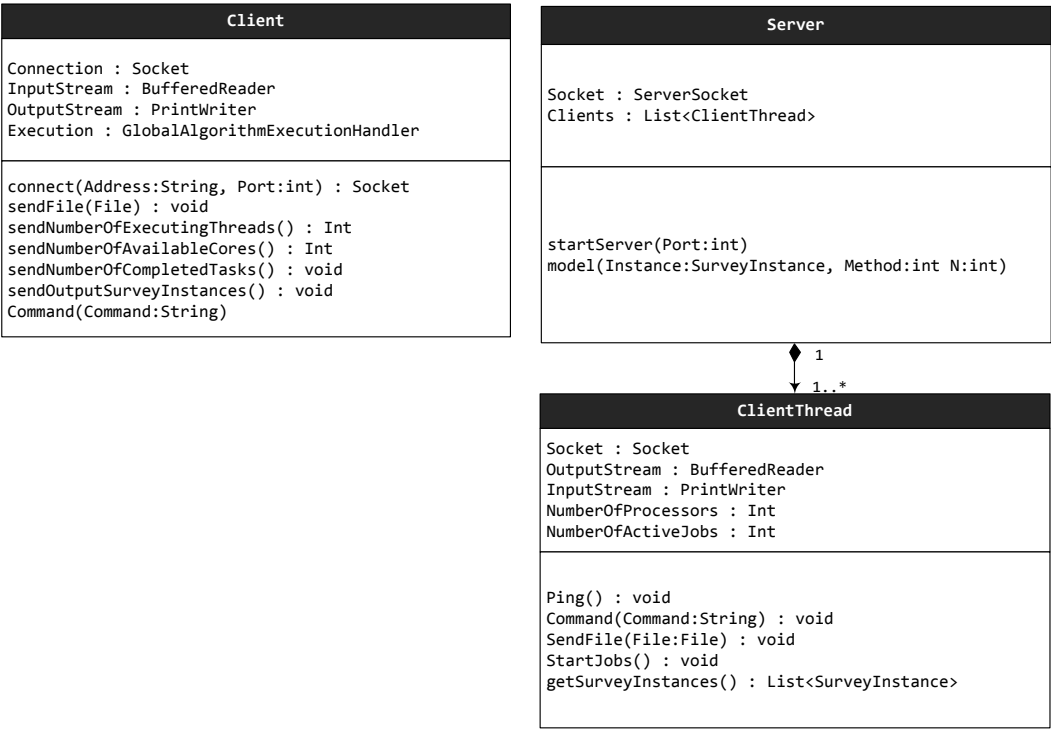 Client
Connection : Socket
InputStream : BufferedReader
OutputStream : PrintWriter
Execution : GlobalAlgorithmExecutionHandler
connect(Address:String, Port:int) : Socket
sendFile(File) : void
sendNumberOfExecutingThreads() : Int
sendNumberOfAvailableCores() : Int
sendNumberOfCompletedTasks() : void
sendOutputSurveyInstances() : void
Command(Command:String)
Server
Socket : ServerSocket
Clients : List<ClientThread>
startServer(Port:int)
model(Instance:SurveyInstance, Method:int N:int)
1
1..*
ClientThread
Socket : Socket
OutputStream : BufferedReader
InputStream : PrintWriter
NumberOfProcessors : Int
NumberOfActiveJobs : Int
Ping() : void
Command(Command:String) : void
SendFile(File:File) : void
StartJobs() : void
getSurveyInstances() : List<SurveyInstance>